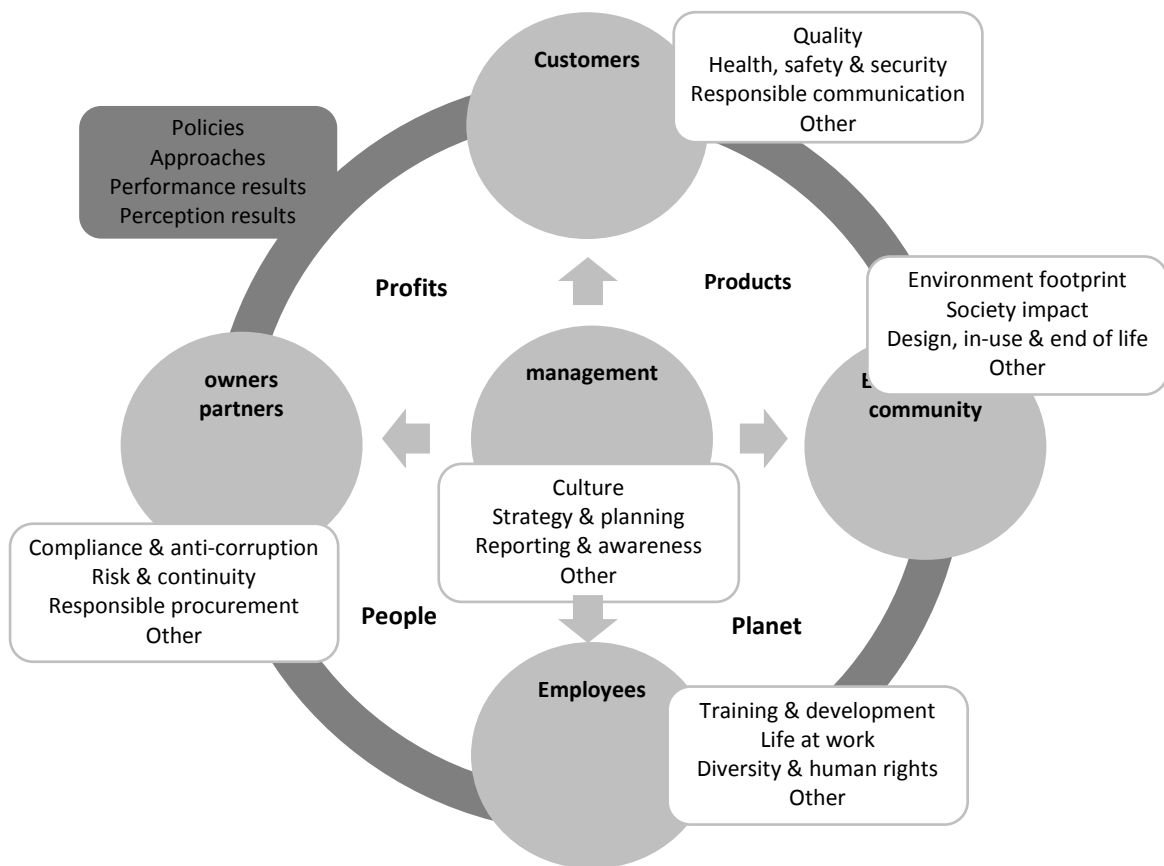 Customers
Quality
Health, safety & security
Responsible communication
Other
Policies
Approaches
Performance results
Perception results
Profits
Products
Environment footprint
Society impact
Design, in-use & end of life
Other
owners
partners
management
community
Culture
Strategy & planning
Reporting & awareness
Other
Compliance & anti-corruption
Risk & continuity
Responsible procurement
Other
People
Planet
Employees
Training & development
Life at work
Diversity & human rights
Other